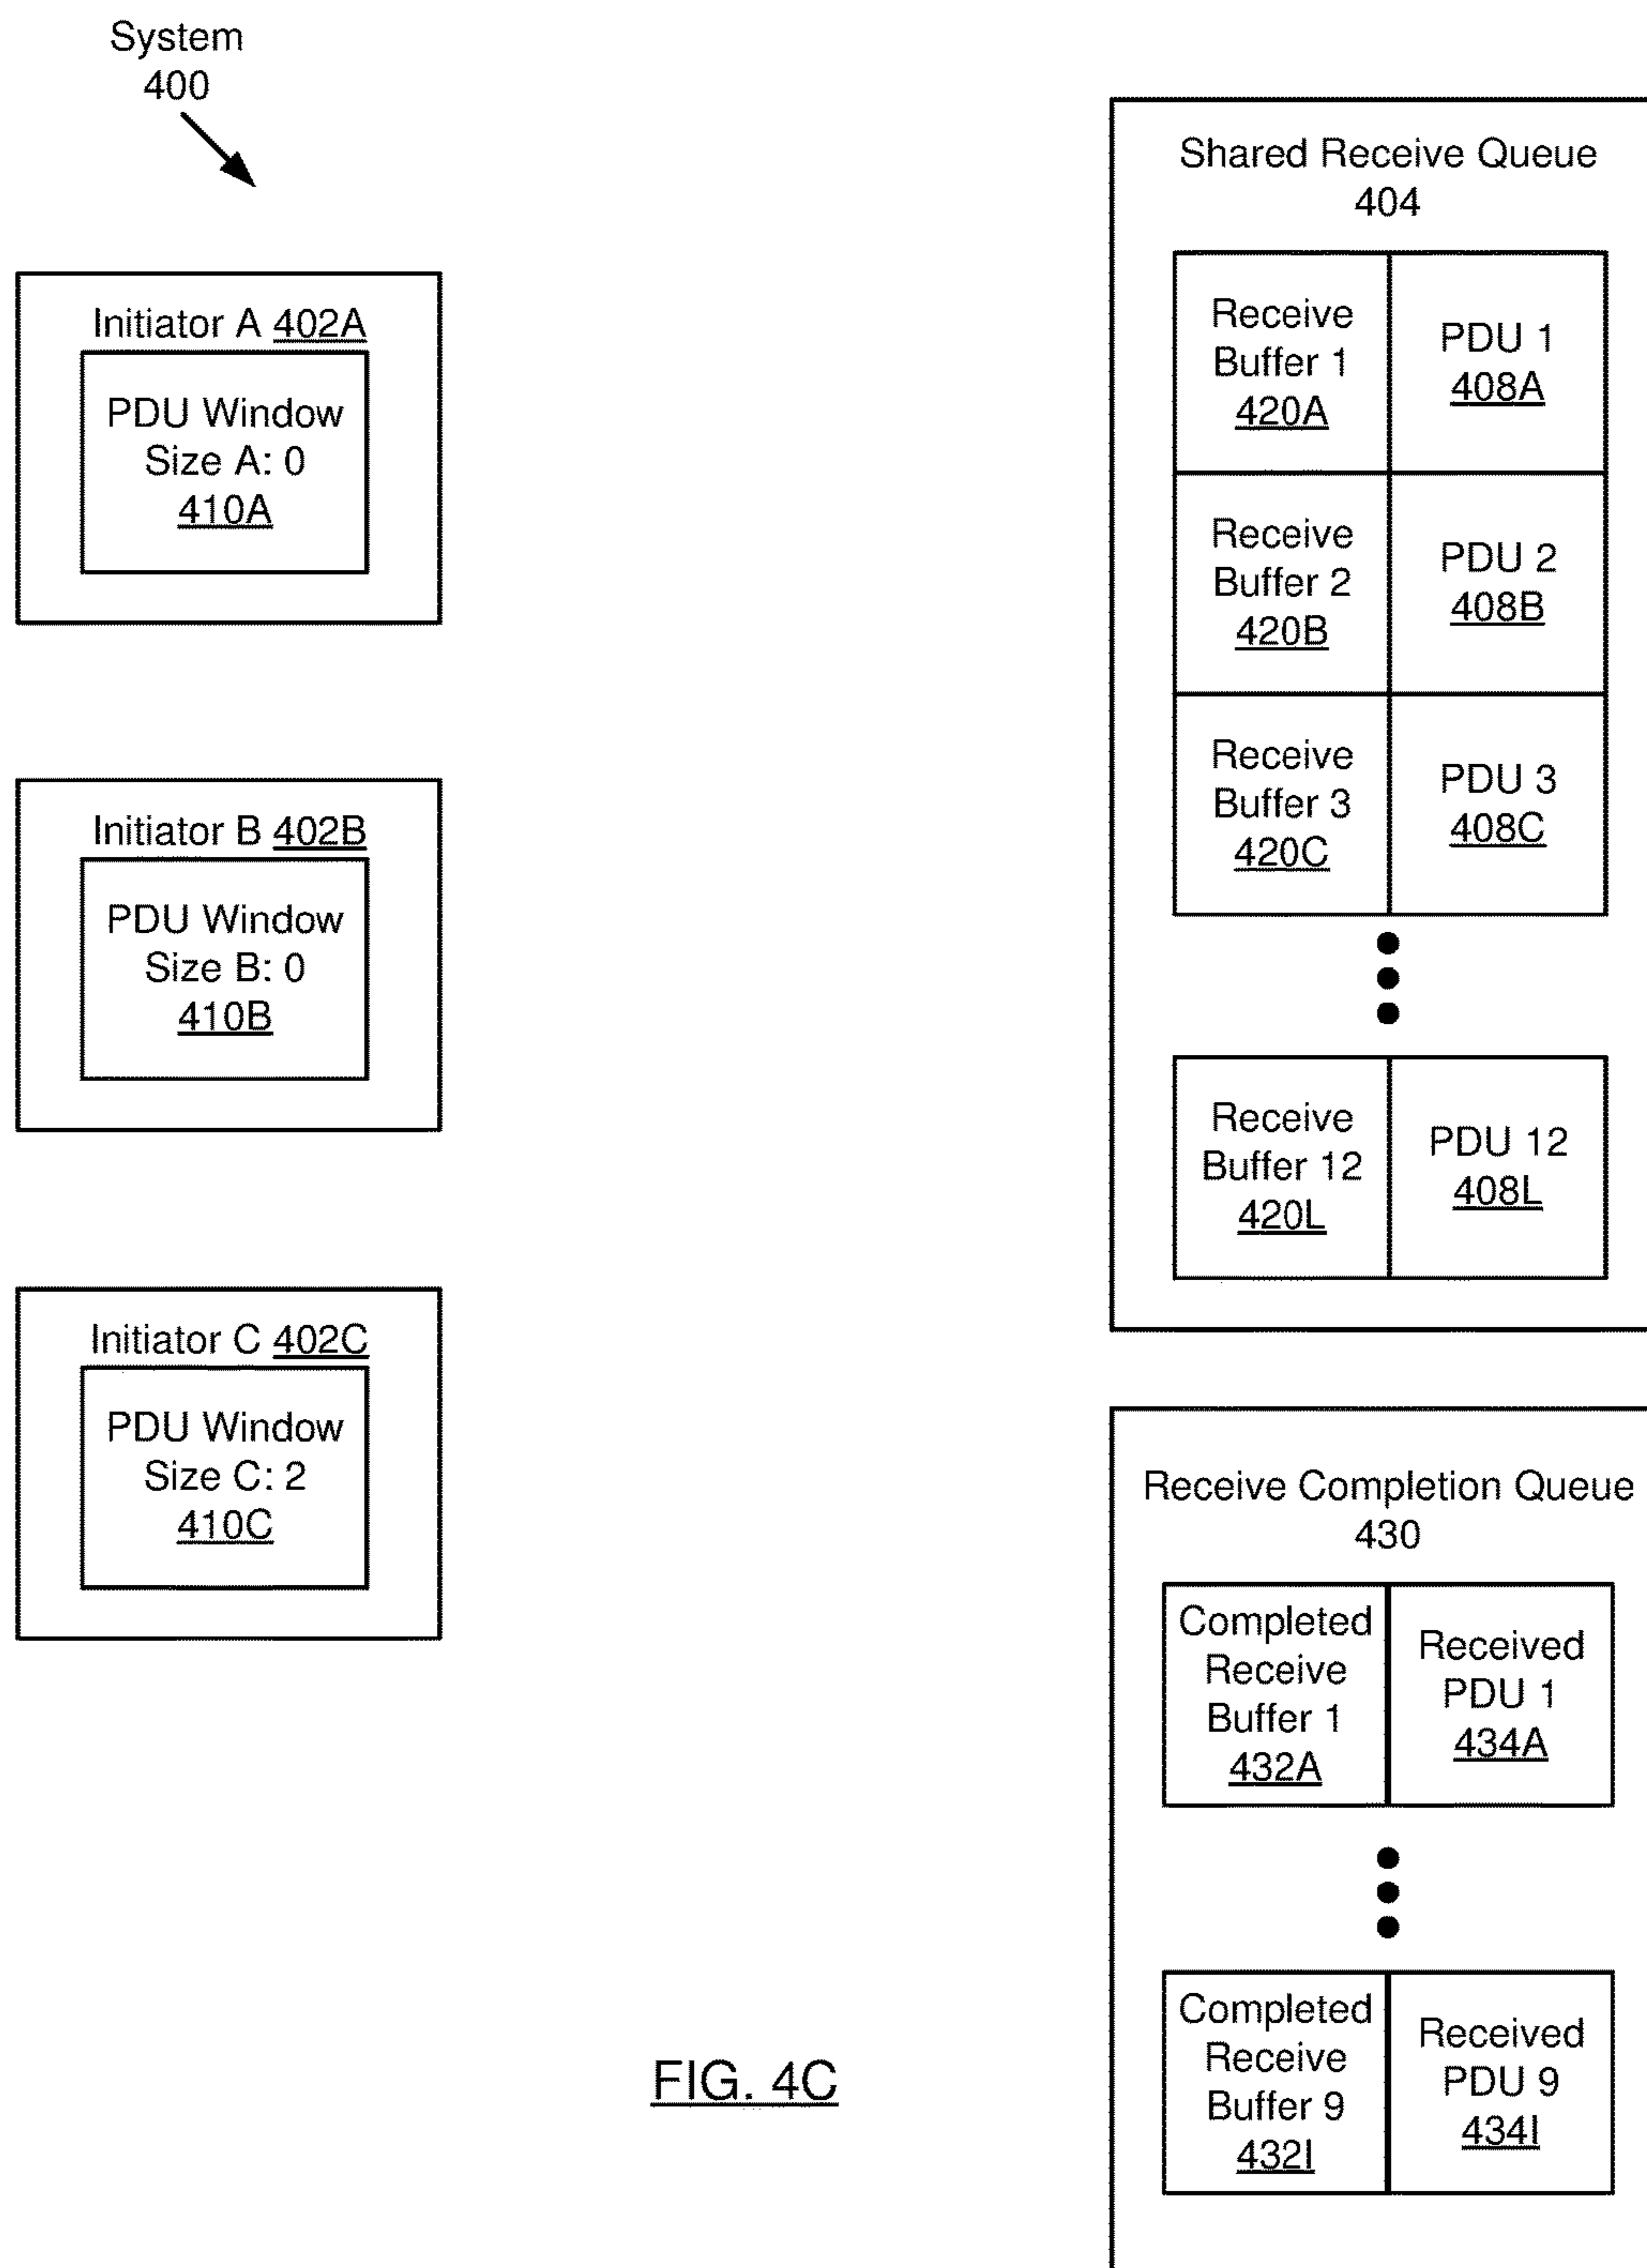 System
400
Initiator A 402A
PDU Window
Size A: 0
410A
Initiator B 402B
PDU Window
Size B: 0
410B
Initiator C 402C
PDU Window
Size C: 2
410C
Shared Receive Queue
404
Receive
Buffer 1
420A
PDU 1
408A
Receive
Buffer 2
420B
PDU 2
408B
Receive
Buffer 3
420C
PDU 3
408C
Receive
Buffer 12
420L
PDU 12
408L
Receive Completion Queue
430
Completed
Receive
Buffer 1
432A
Received
PDU 1
434A
Completed
Receive
Buffer 9
432I
Received
PDU 9
434I
FIG. 4C